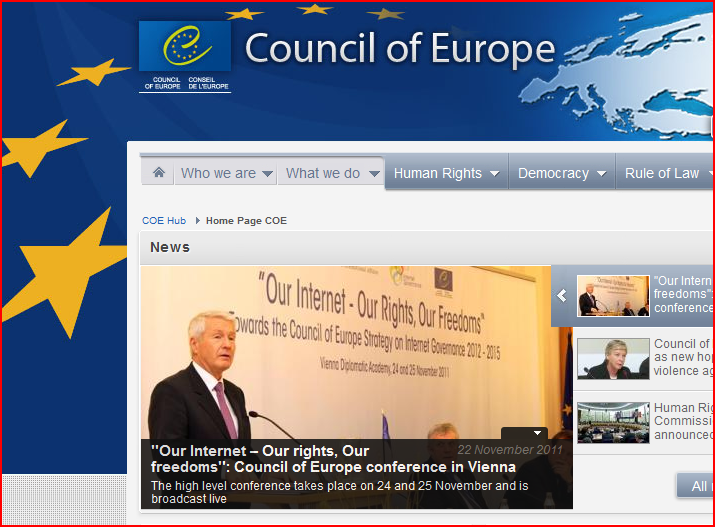 Council of Europe
COUNCIL CONSEIL
OF EUROPE DE L'EUROPE
Who we are
What we do
Human Rights
Democracy
Rule of Law
COE Hub
Home Page COE
News
"Our Internet - Our Rights, Our Freedoms"
Towards the Council of Europe Strategy on Internet Governance 2012 - 2015
Vienna Diplomatic Academy, 24 and 25 November 2011
22 November 2011
"Our Internet – Our rights, Our
freedoms": Council of Europe conference in Vienna
The high level conference takes place on 24 and 25 November and is
broadcast live
"Our Intern
freedoms":
conference
Council of
as new hop
violence ag
Human Rig
Commissi
announced
All